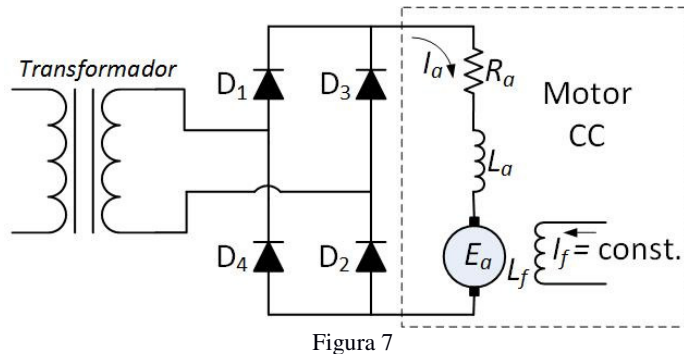 Transformador
D1
D3
Ia
Ra
Motor
CC
La
D4
D2
Ea
Lf
If = const.
Figura 7